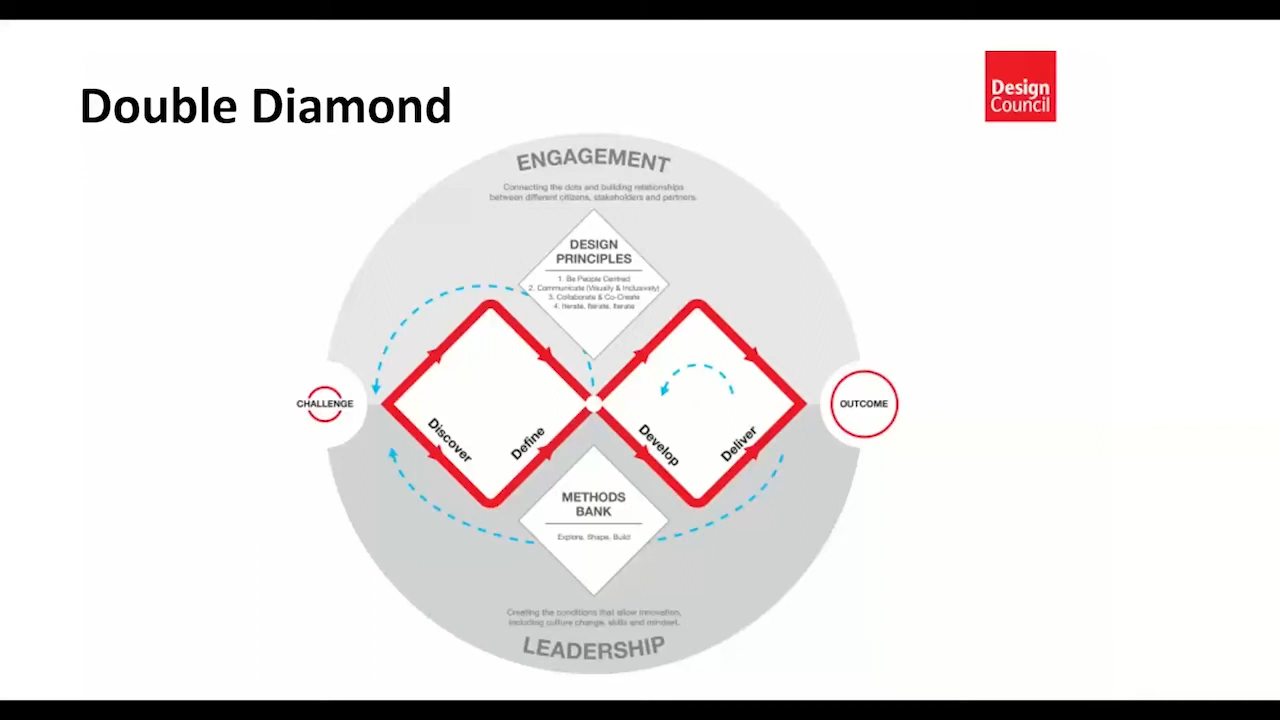 Double Diamond
Design
Council
ENGAGEMENT
Connecting the dots and building relationships
between different citizens, stakeholders and partners.
DESIGN
PRINCIPLES
1. Be People Centred
2. Communicate (Visually & Inclusively)
3. Collaborate & Co-Create
4. Iterate, Iterate, Iterate
CHALLENGE
Discover
Define
Develop
Deliver
OUTCOME
METHODS
BANK
Explore, Shape, Build
Creating the conditions that allow innovation,
including culture change, skills and mindset.
LEADERSHIP